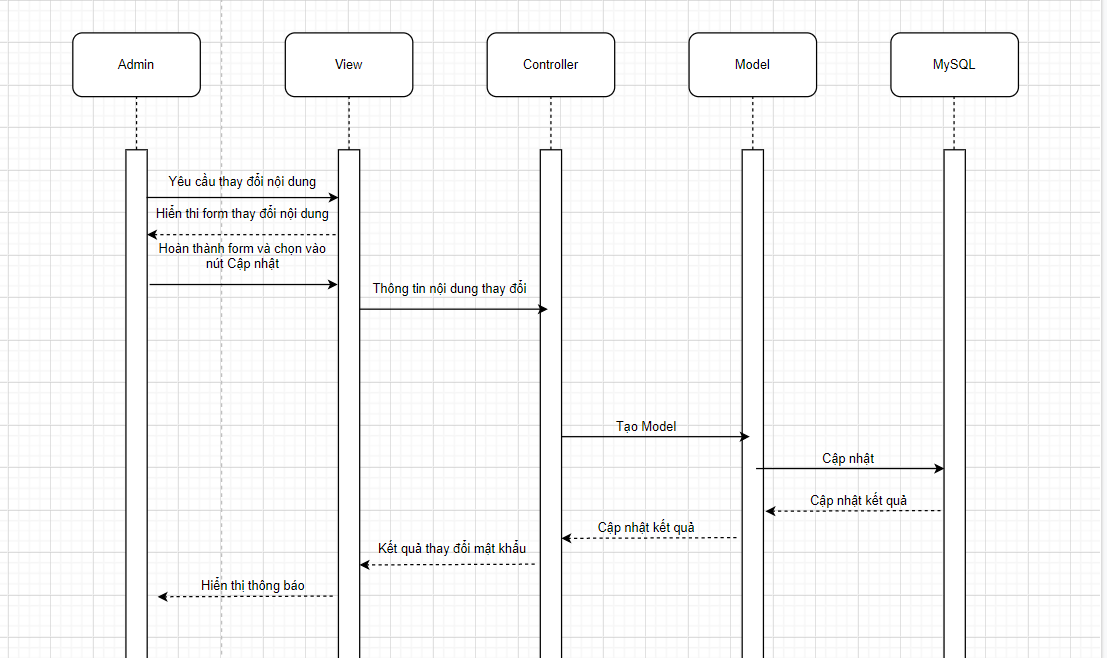 Admin
View
Controller
Model
MySQL
Yêu cầu thay đổi nội dung
Hiển thi form thay đổi nội dung
Hoàn thành form và chọn vào
nút Cập nhật
Thông tin nội dung thay đổi
Tạo Model
Cập nhật
Cập nhật kết quả
Cập nhật kết quả
Kết quả thay đổi mật khẩu
Hiển thị thông báo